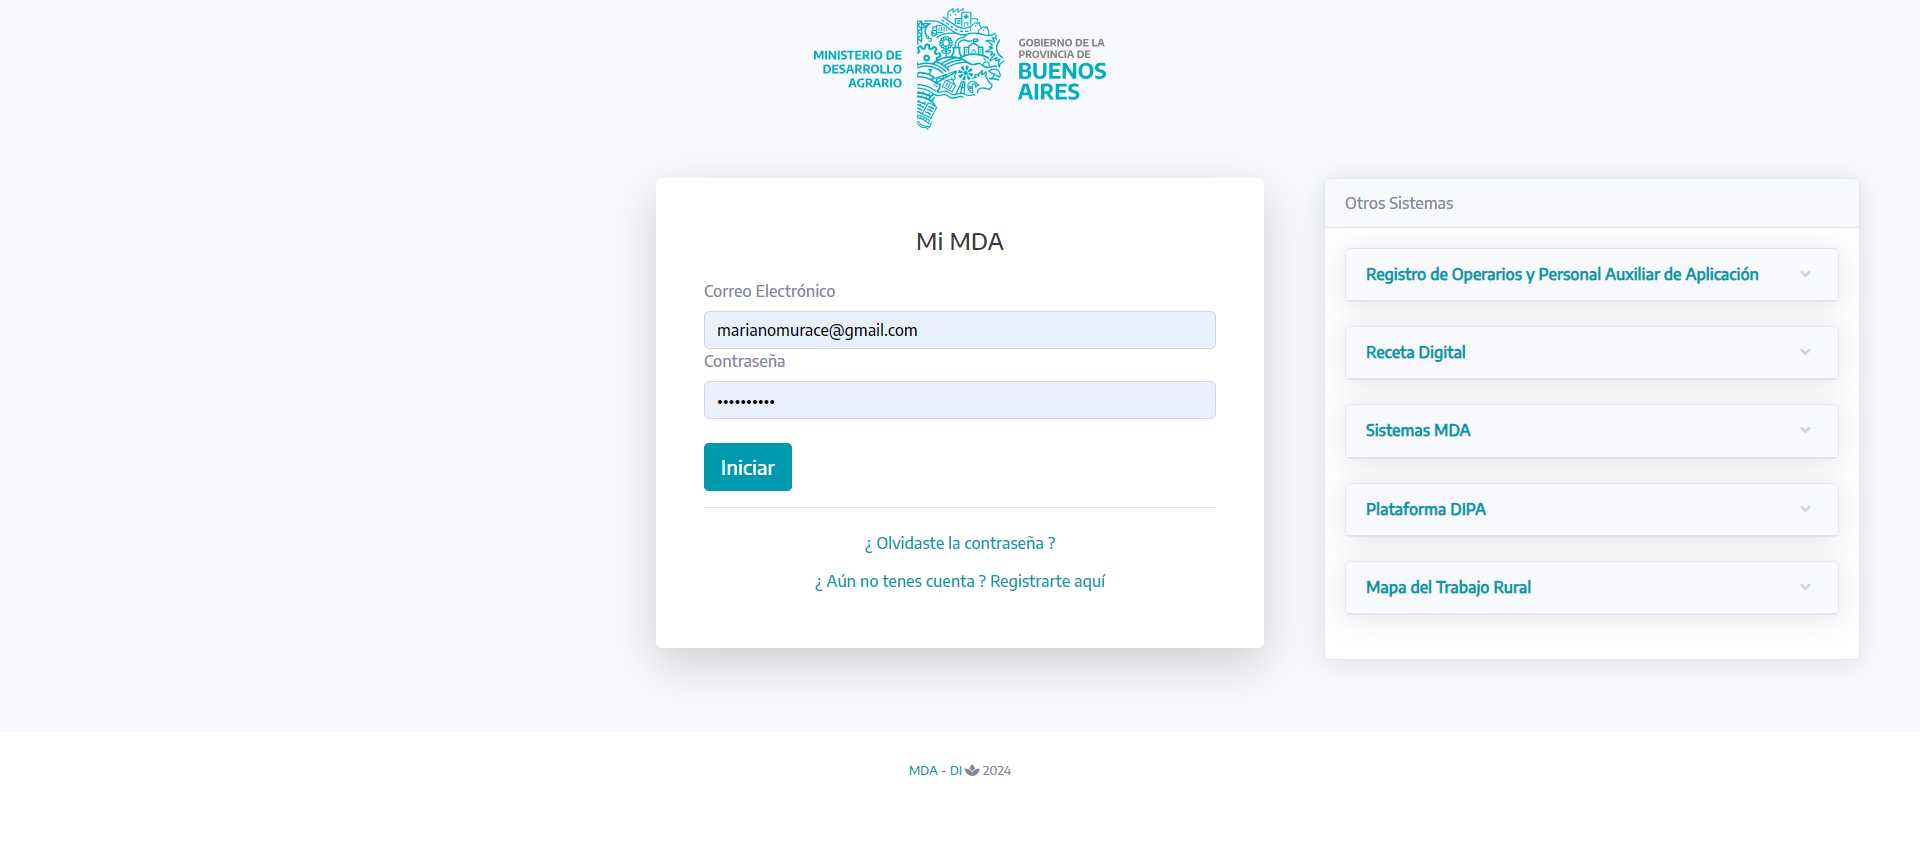 MINISTERIO DE
DESARROLLO
AGRARIO
GOBIERNO DE LA
PROVINCIA DE
BUENOS
AIRES
Mi MDA
Correo Electrónico
marianomurace@gmail.com
Contraseña
••••••••••
Iniciar
¿ Olvidaste la contraseña ?
¿ Aún no tenes cuenta ? Registrarte aquí
Otros Sistemas
Registro de Operarios y Personal Auxiliar de Aplicación
Receta Digital
Sistemas MDA
Plataforma DIPA
Mapa del Trabajo Rural
MDA - DI 2024